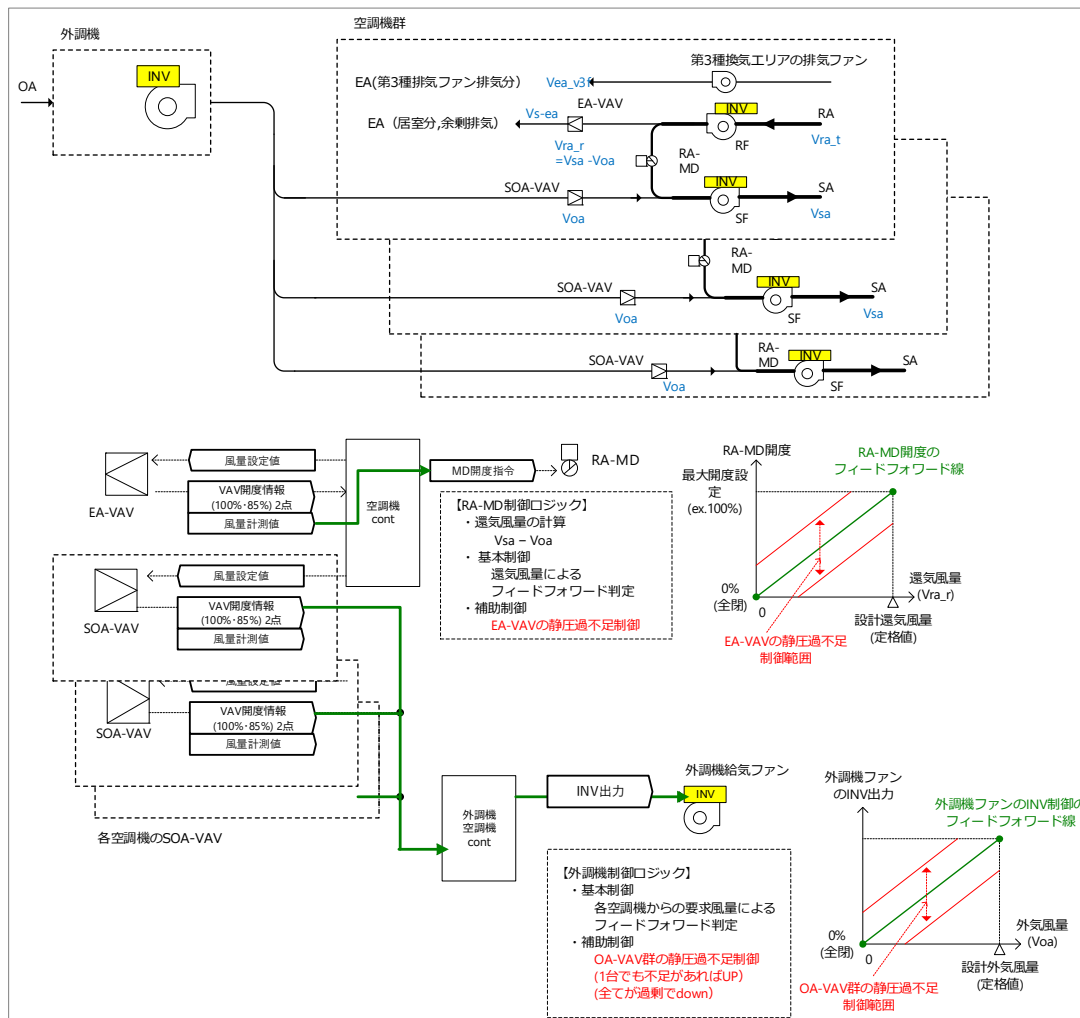 外調機
OA
INV
空調機群
第3種換気エリアの排気ファン
EA(第3種排気ファン排気分)
Vea_v3f
EA-VAV
Vs-ea
EA（居室分,余剰排気）
Vra_r
=Vsa -Voa
INV
RF
RA
Vra_t
RA-
MD
SOA-VAV
Voa
INV
SF
SA
Vsa
RA-
MD
SOA-VAV
Voa
INV
SF
SA
Vsa
RA-
MD
SOA-VAV
Voa
INV
SF
SA
EA-VAV
風量設定値
VAV開度情報
(100%・85%) 2点
風量計測値
空調機
cont
MD開度指令
RA-MD
【RA-MD制御ロジック】
・還気風量の計算
Vsa – Voa
・基本制御
還気風量による
フィードフォワード判定
・補助制御
EA-VAVの静圧過不足制御
RA-MD開度
最大開度設
定
(ex.100%)
RA-MD開度の
フィードフォワード線
0%
(全閉)
0
還気風量
(Vra_r)
設計還気風量
(定格値)
EA-VAVの静圧過不足
制御範囲
SOA-VAV
風量設定値
VAV開度情報
(100%・85%) 2点
風量計測値
SOA-VAV
風量設定値
VAV開度情報
(100%・85%) 2点
風量計測値
各空調機のSOA-VAV
外調機
空調機
cont
INV出力
外調機給気ファン
INV
【外調機制御ロジック】
・基本制御
各空調機からの要求風量による
フィードフォワード判定
・補助制御
OA-VAV群の静圧過不足制御
(1台でも不足があればUP)
(全てが過剰でdown）
外調機ファン
のINV出力
外調機ファンのINV制御の
フィードフォワード線
0%
(全閉)
0
外気風量
(Voa)
設計外気風量
(定格値)
OA-VAV群の静圧過不足
制御範囲